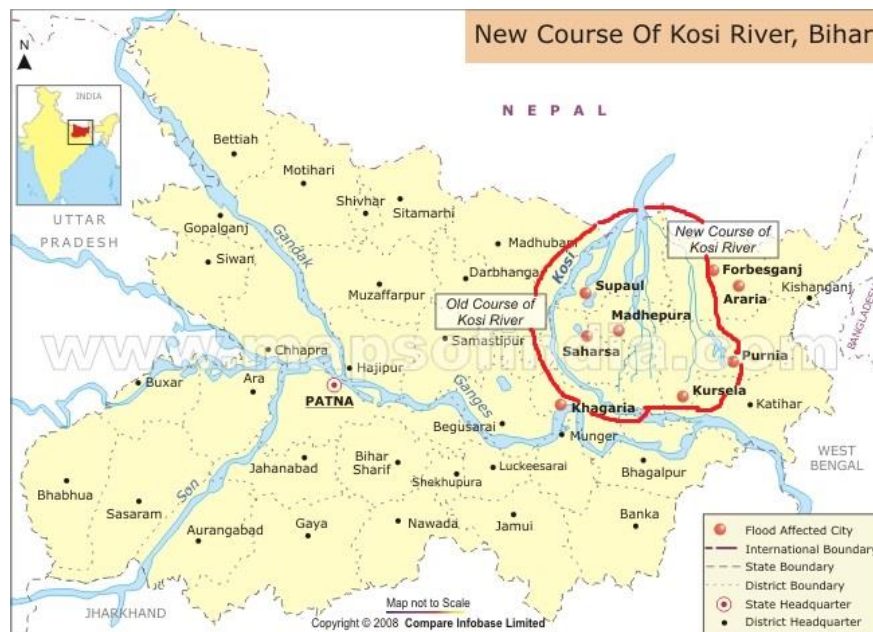 New Course Of Kosi River, Bihar
N
INDIA
NEPAL
Bettiah
Motihari
Shivhar
Sitamarhi
UTTAR
PRADESH
Gopalganj
Gandak
Madhubani
New Course of
Kosi River
Siwan
Darbhanga
Kosi
Forbesganj
Supaul
Araria
Kishanganj
BANGLADESH
Muzaffarpur
Old Course of
Kosi River
Madhepura
www.mapsofindia.com
Samastipur
Saharsa
Chhapra
Purnia
Hajipur
Buxar
Ara
PATNA
Ganges
Kursela
Khagaria
Katihar
Begusarai
Munger
WEST
BENGAL
Jahanabad
Bihar
Sharif
Luckeesarai
Bhagalpur
Shekhupura
Bhabhua
Son
Sasaram
Aurangabad
Gaya
Nawada
Jamui
Banka
Flood Affected City
International Boundary
State Boundary
District Boundary
State Headquarter
District Headquarter
JHARKHAND
Map not to Scale
Copyright © 2008 Compare Infobase Limited